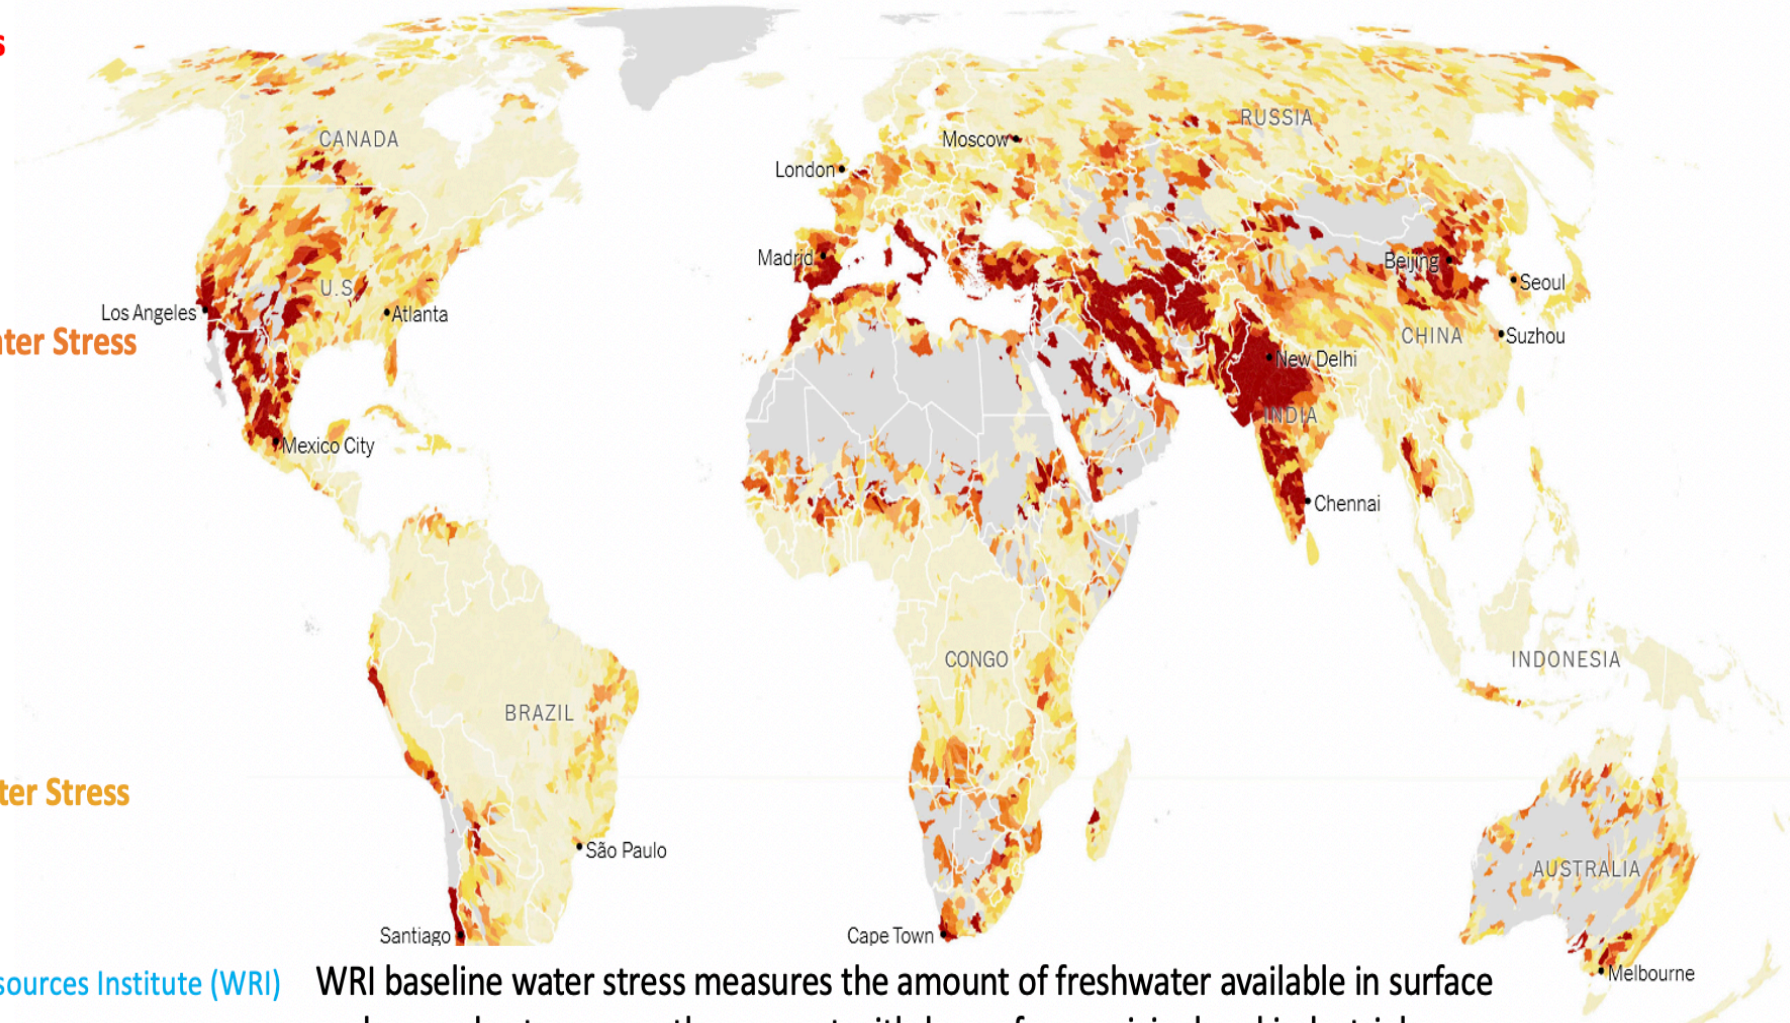 s
RUSSIA
CANADA
Moscow
London
Madrid
Beijing
U.S
Seoul
Los Angeles
Atlanta
ter Stress
CHINA
Suzhou
New Delhi
INDIA
Mexico City
Chennai
CONGO
INDONESIA
BRAZIL
ter Stress
São Paulo
AUSTRALIA
Santiago
Cape Town
Melbourne
sources Institute (WRI)
WRI baseline water stress measures the amount of freshwater available in surface